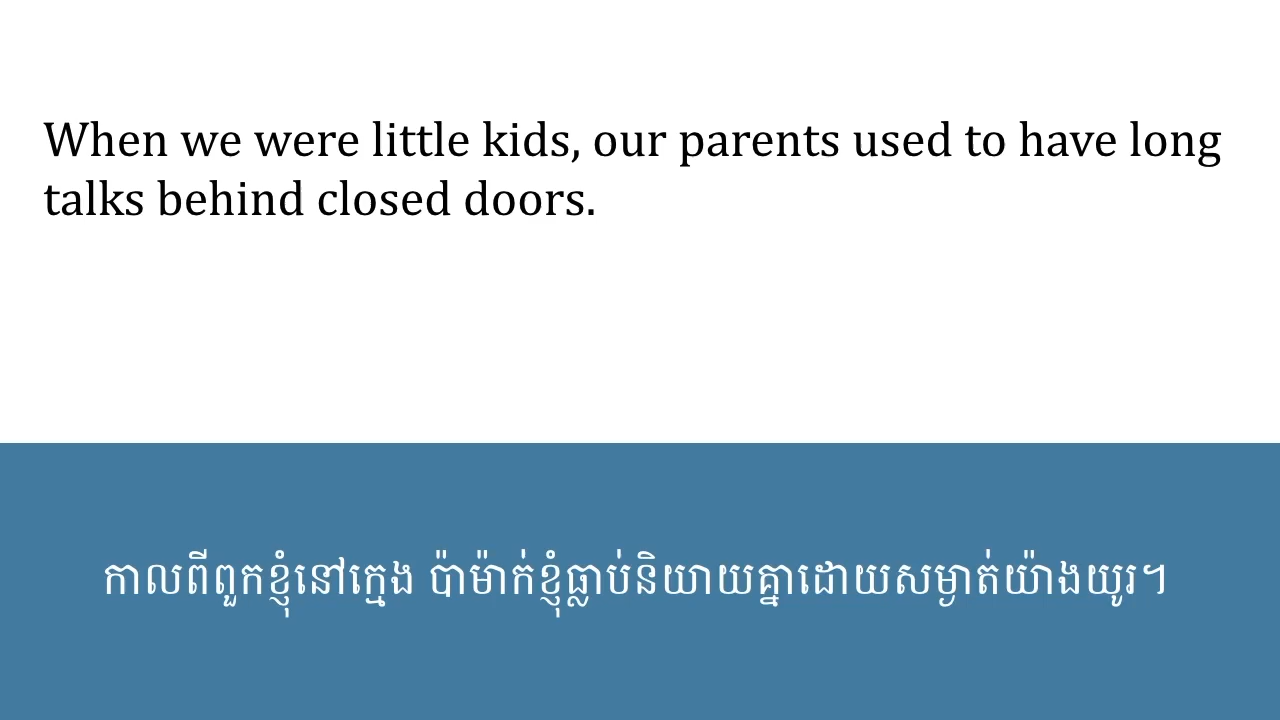 When we were little kids, our parents used to have long
talks behind closed doors.
កាលពីពួកខ្ញុំនៅក្មេង ប៉ាម៉ាក់ខ្ញុំធ្លាប់និយាយគ្នាដោយសម្ងាត់យ៉ាងយូរ។